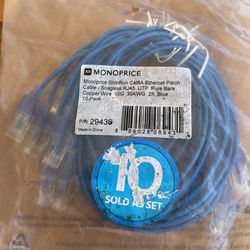 MONOPRICE
Monoprice SlimRun Cat6A Ethernet Patch
Cable - Snagless RJ45, UTP, Pure Bare
Copper Wire, 10G, 30AWG, 2ft, Blue
10-Pack
P/N 29436
Made in China
10
SOLD AS SET